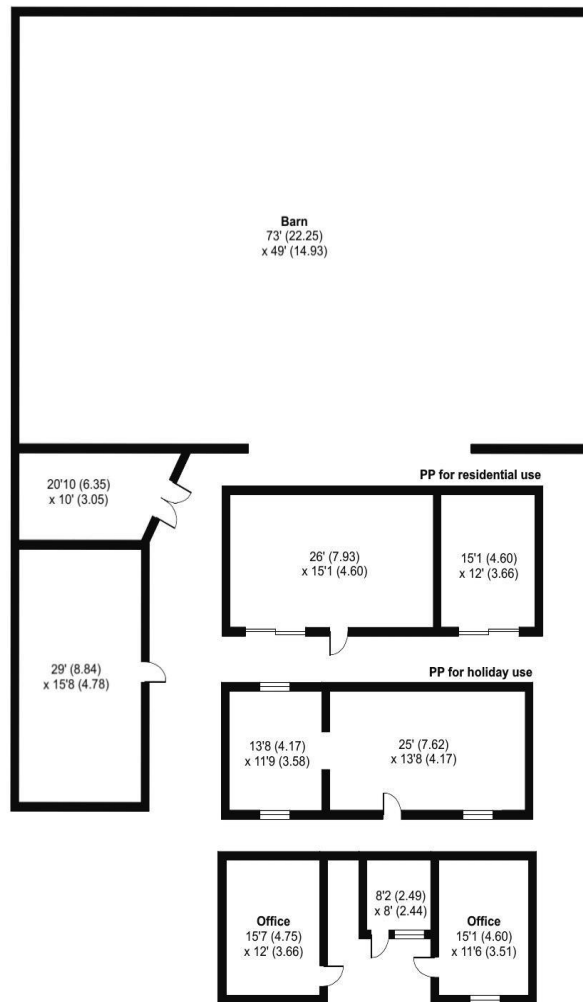 Barn
73' (22.25)
x 49' (14.93)
20'10 (6.35)
x 10' (3.05)
PP for residential use
26' (7.93)
x 15'1 (4.60)
15'1 (4.60)
x 12' (3.66)
29' (8.84)
x 15'8 (4.78)
PP for holiday use
13'8 (4.17)
x 11'9 (3.58)
25' (7.62)
x 13'8 (4.17)
Office
15'7 (4.75)
x 12' (3.66)
8'2 (2.49)
x 8' (2.44)
Office
15'1 (4.60)
x 11'6 (3.51)